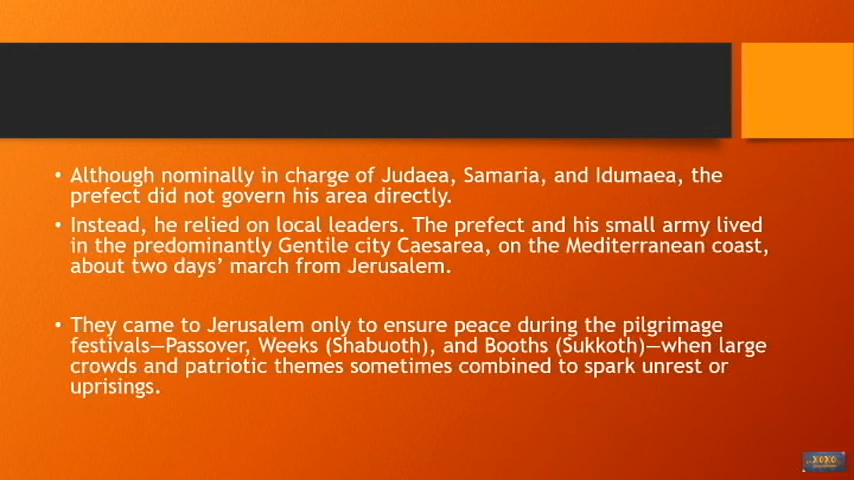 • Although nominally in charge of Judaea, Samaria, and Idumaea, the
prefect did not govern his area directly.
• Instead, he relied on local leaders. The prefect and his small army lived
in the predominantly Gentile city Caesarea, on the Mediterranean coast,
about two days’ march from Jerusalem.
• They came to Jerusalem only to ensure peace during the pilgrimage
festivals—Passover, Weeks (Shabuoth), and Booths (Sukkoth)—when large
crowds and patriotic themes sometimes combined to spark unrest or
uprisings.